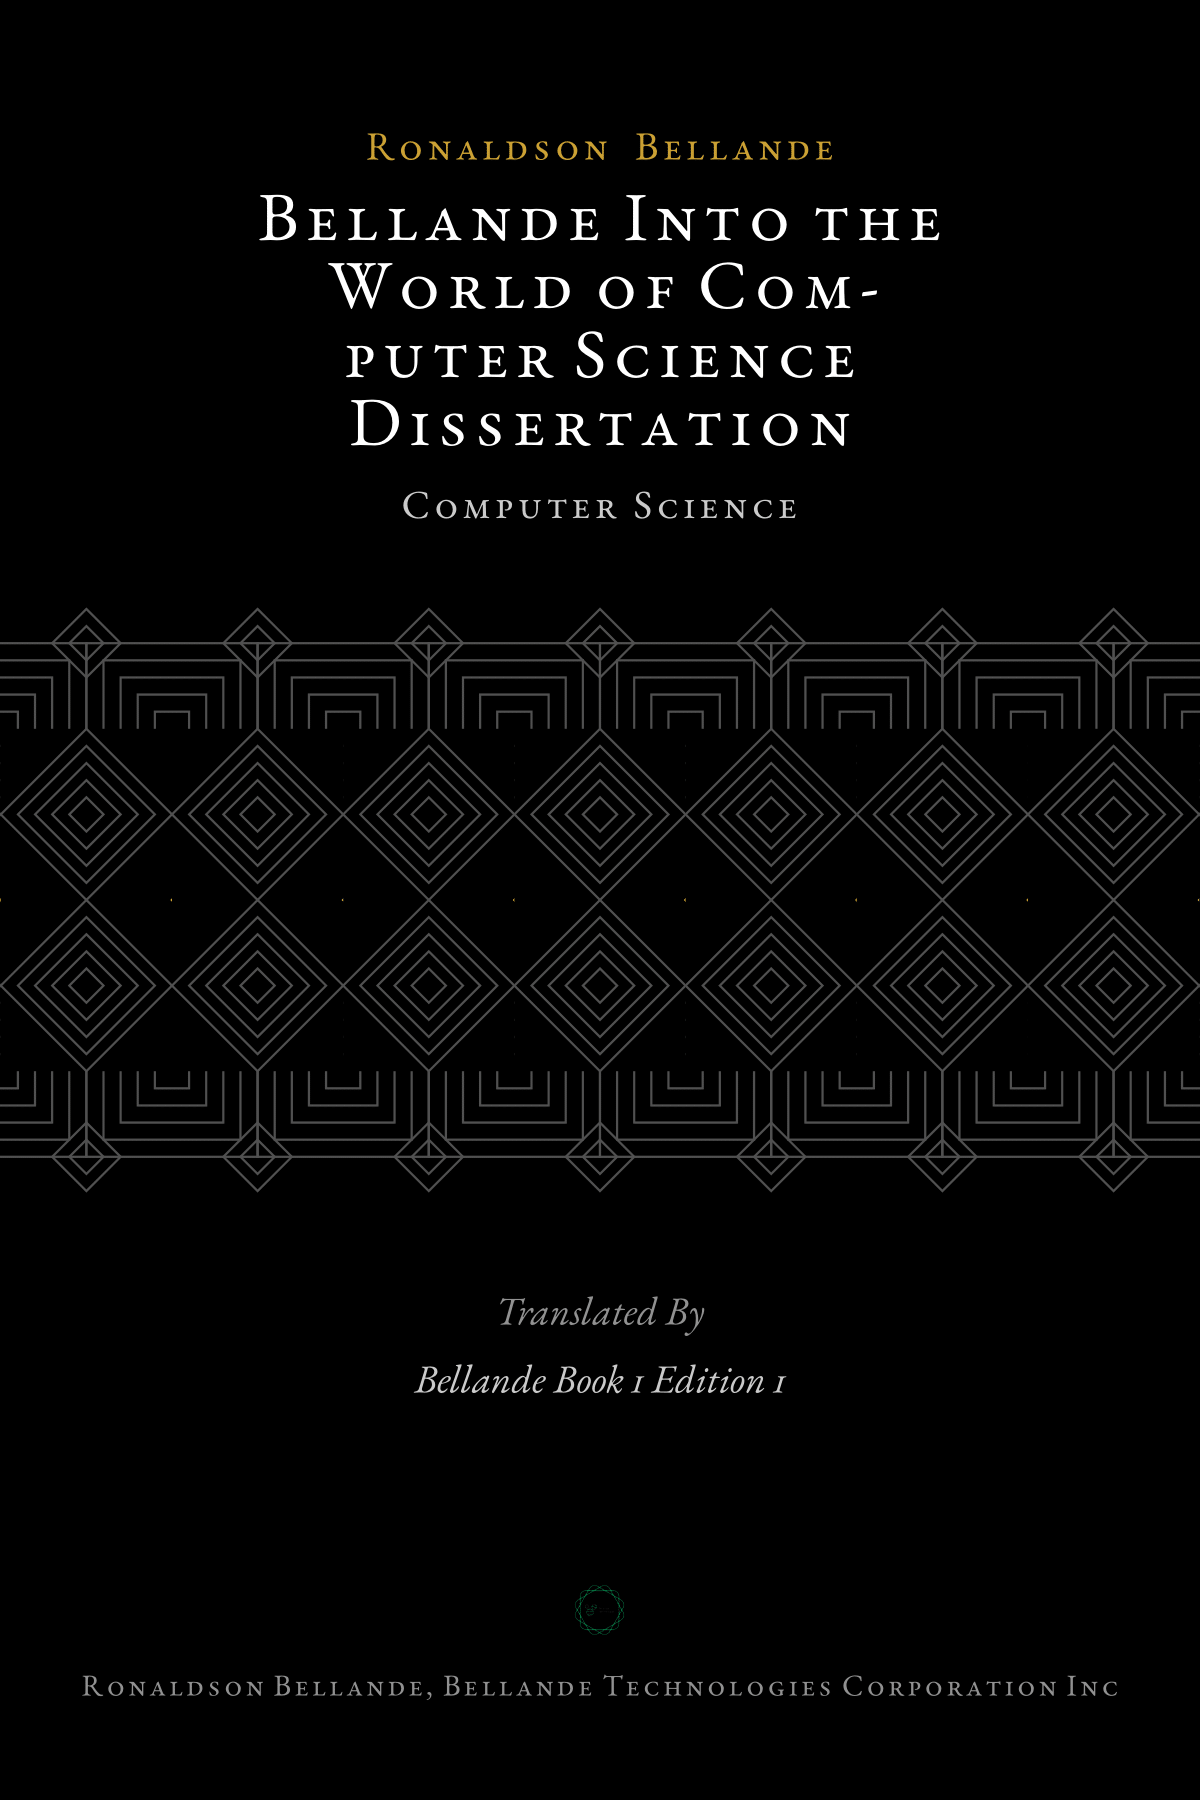 Ronaldson Bellande
Bellande Into the
World of Com-
puter Science
Dissertation
Computer Science
Translated By
Bellande Book 1 Edition 1
Ronaldson Bellande, Bellande Technologies Corporation Inc